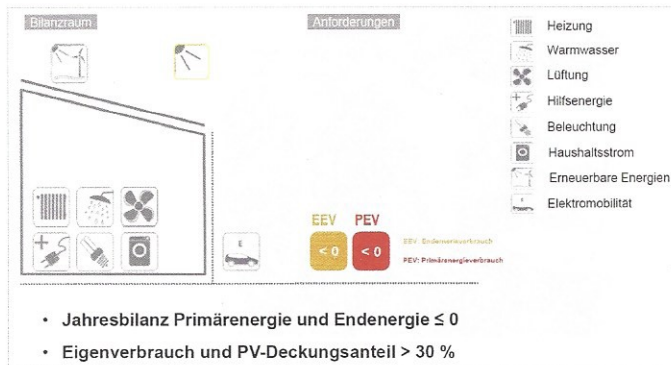 Bilanzraum
Anforderungen
Heizung
Warmwasser
Lüftung
Hilfsenergie
Beleuchtung
Haushaltsstrom
Erneuerbare Energien
Elektromobilität
E
EEV PEV
< 0 < 0
EEV: Endenergieverbrauch
PEV: Primärenergieverbrauch
• Jahresbilanz Primärenergie und Endenergie ≤ 0
• Eigenverbrauch und PV-Deckungsanteil > 30 %